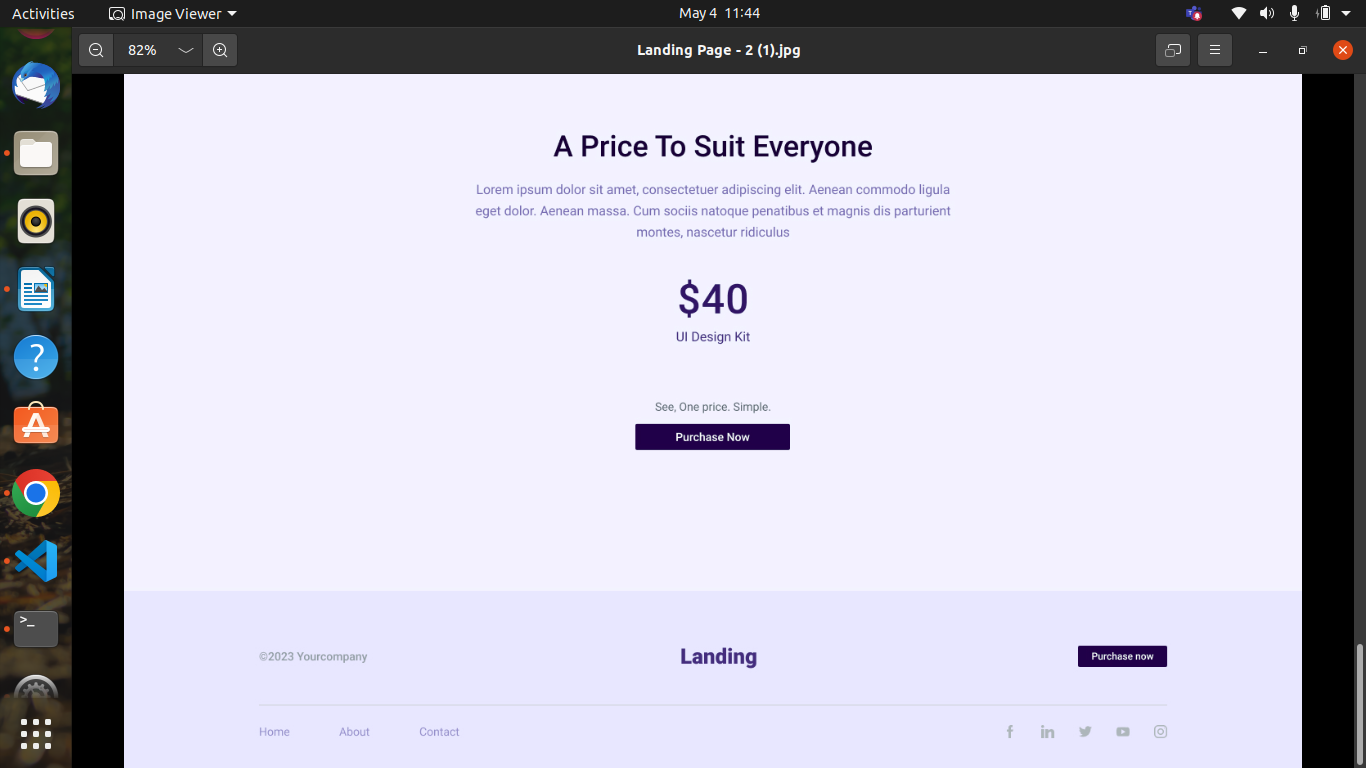 Activities
Image Viewer
May 4 11:44
82%
Landing Page - 2 (1).jpg
A Price To Suit Everyone
Lorem ipsum dolor sit amet, consectetuer adipiscing elit. Aenean commodo ligula
eget dolor. Aenean massa. Cum sociis natoque penatibus et magnis dis parturient
montes, nascetur ridiculus
$40
UI Design Kit
See, One price. Simple.
Purchase Now
©2023 Yourcompany
Landing
Purchase now
Home
About
Contact